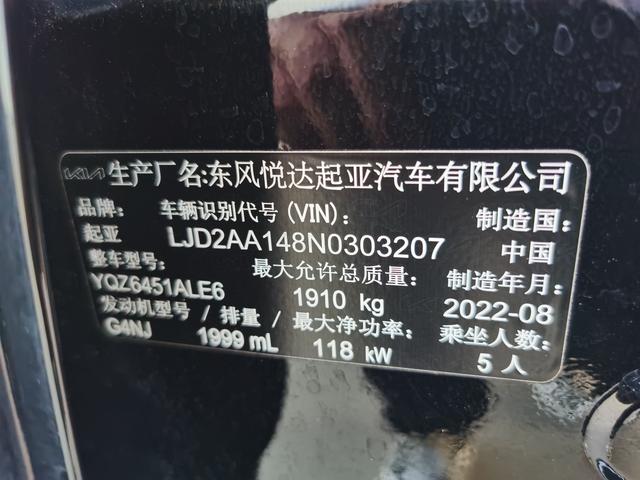 KIA 生产厂名:东风悦达起亚汽车有限公司
品牌: 车辆识别代号(VIN): 制造国:
起亚 LJD2AA148N0303207 中国
整车型号: 最大允许总质量: 制造年月:
YQZ6451ALE6 1910 kg 2022-08
发动机型号/排量/最大净功率: 乘坐人数:
G4NJ 1999 mL 118 kW 5人